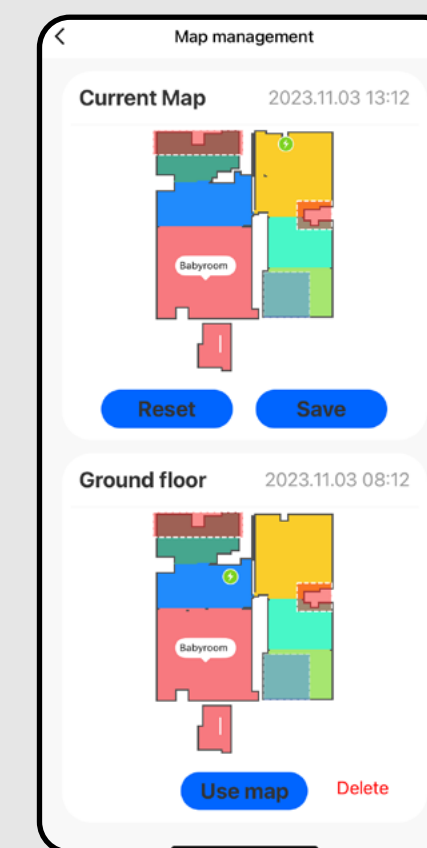 Map management
Current Map 2023.11.03 13:12
Babyroom
Reset Save
Ground floor 2023.11.03 08:12
Babyroom
Use map Delete